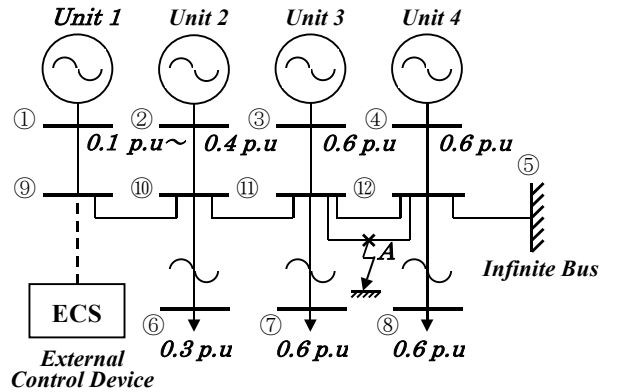 Unit 1 Unit 2 Unit 3 Unit 4
① ② ③ ④
0.1 p.u～ 0.4 p.u 0.6 p.u 0.6 p.u
⑤
⑨ ⑩ ⑪ ⑫
A
Infinite Bus
ECS
⑥ ⑦ ⑧
0.3 p.u 0.6 p.u 0.6 p.u
External
Control Device